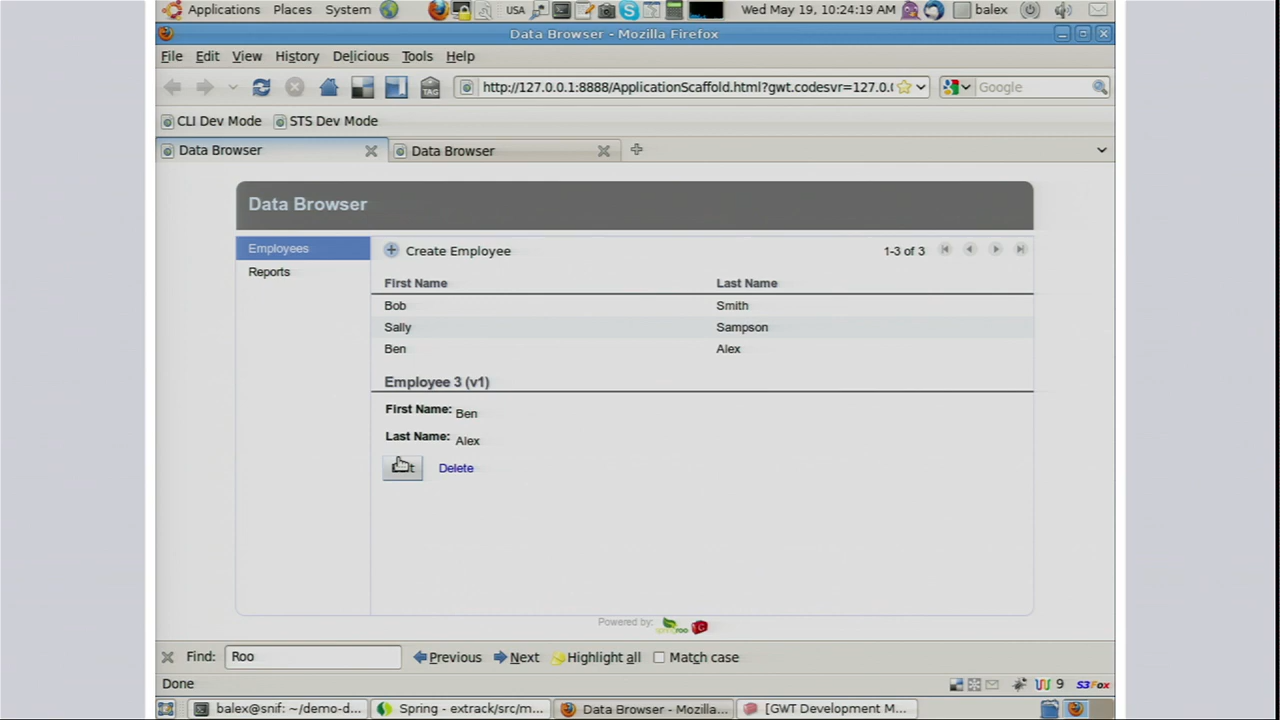 Applications Places System USA Wed May 19, 10:24:19 AM balex
Data Browser - Mozilla Firefox
File Edit View History Delicious Tools Help
TAG http://127.0.0.1:8888/ApplicationScaffold.html?gwt.codesvr=127.0.( Google
CLI Dev Mode STS Dev Mode
Data Browser Data Browser
Data Browser
Employees Create Employee 1-3 of 3
Reports
First Name Last Name
Bob Smith
Sally Sampson
Ben Alex
Employee 3 (v1)
First Name: Ben
Last Name: Alex
Delete
Powered by:
Find: Roo Previous Next Highlight all Match case
Done 9 S3Fox
balex@snif: ~/demo-d... Spring - extrack/src/m... Data Browser - Mozilla... [GWT Development M...